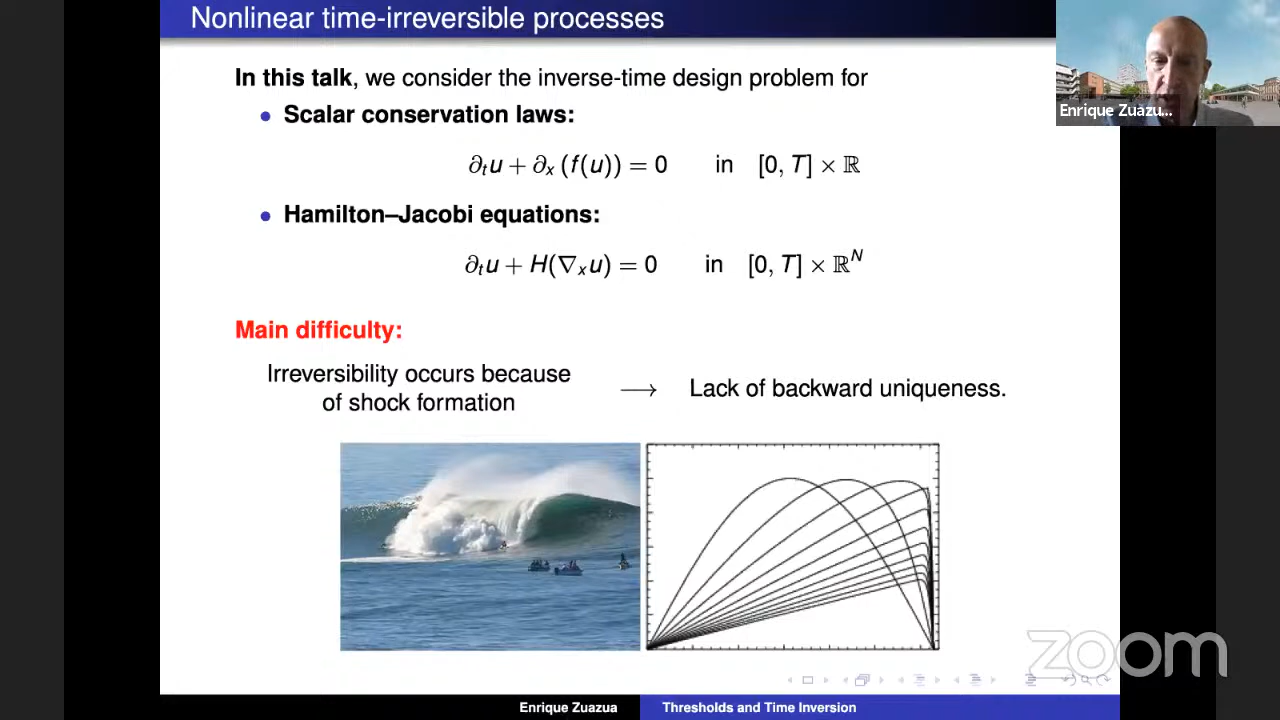 Nonlinear time-irreversible processes
Enrique Zuazu...
In this talk, we consider the inverse-time design problem for
• Scalar conservation laws:
∂ₜu + ∂ₓ (f(u)) = 0 in [0, T] × ℝ
• Hamilton–Jacobi equations:
∂ₜu + H(∇ₓu) = 0 in [0, T] × ℝᴺ
Main difficulty:
Irreversibility occurs because
of shock formation
⟶ Lack of backward uniqueness.
zoom
Enrique Zuazua
Thresholds and Time Inversion